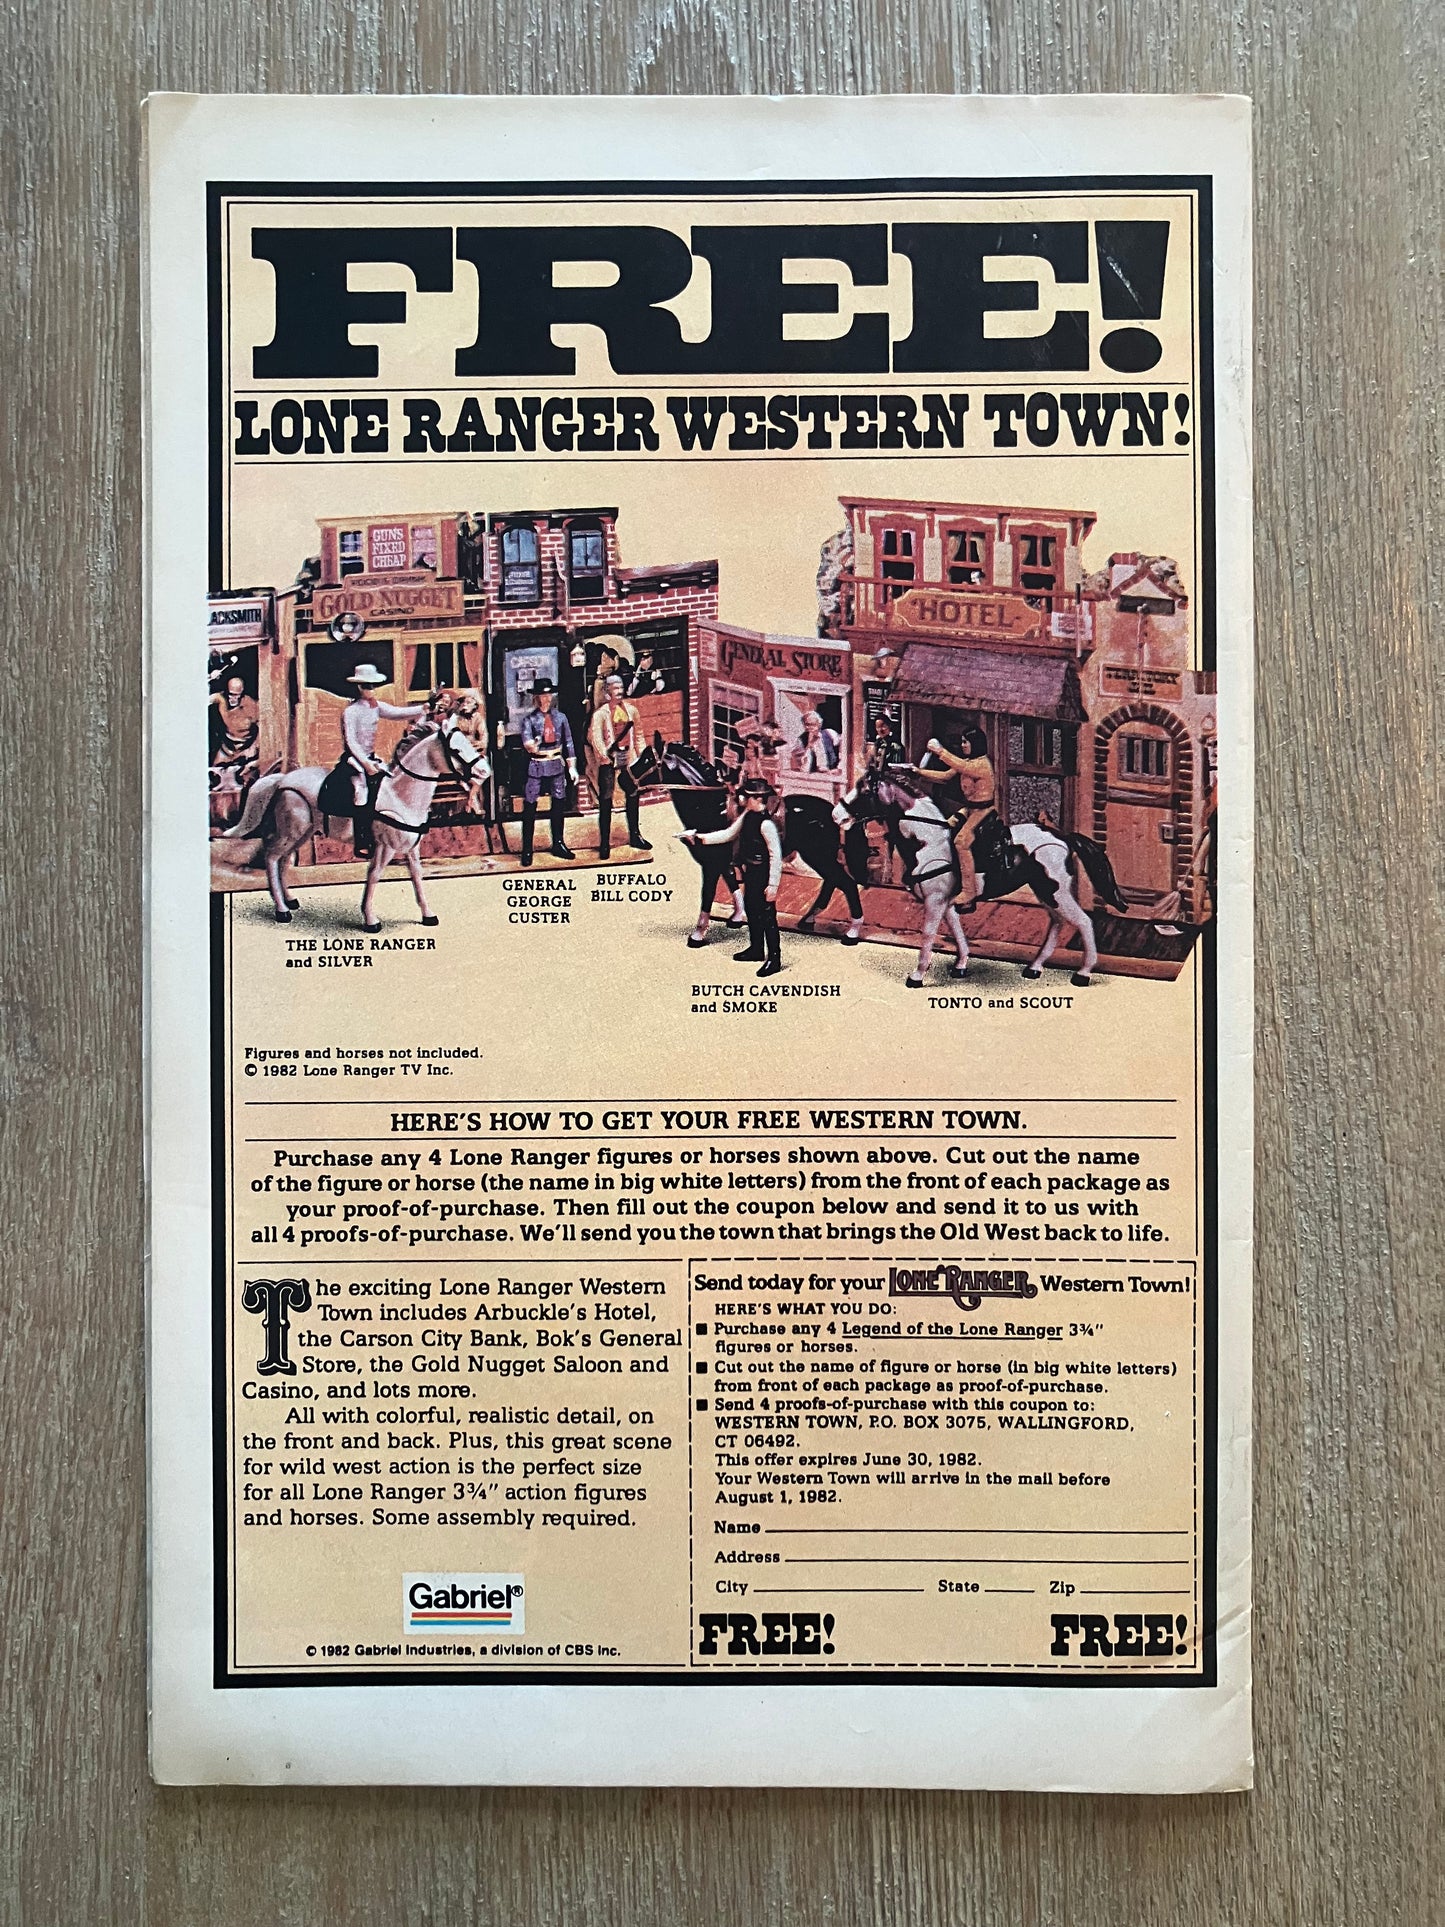 FREE!
LONE RANGER WESTERN TOWN!
GUNS
FIXED
CHEAP
FOOD & DRINK
GOLD NUGGET
CASINO
ACKSMITH
CARSON
GENERAL STORE
HOTEL
GENERAL
GEORGE
CUSTER
BUFFALO
BILL CODY
THE LONE RANGER
and SILVER
BUTCH CAVENDISH
and SMOKE
TONTO and SCOUT
Figures and horses not included.
© 1982 Lone Ranger TV Inc.
HERE'S HOW TO GET YOUR FREE WESTERN TOWN.
Purchase any 4 Lone Ranger figures or horses shown above. Cut out the name
of the figure or horse (the name in big white letters) from the front of each package as
your proof-of-purchase. Then fill out the coupon below and send it to us with
all 4 proofs-of-purchase. We'll send you the town that brings the Old West back to life.
The exciting Lone Ranger Western
Town includes Arbuckle's Hotel,
the Carson City Bank, Bok's General
Store, the Gold Nugget Saloon and
Casino, and lots more.
All with colorful, realistic detail, on
the front and back. Plus, this great scene
for wild west action is the perfect size
for all Lone Ranger 3¾" action figures
and horses. Some assembly required.
Gabriel®
© 1982 Gabriel Industries, a division of CBS Inc.
Send today for your LONE RANGER Western Town!
HERE'S WHAT YOU DO:
■ Purchase any 4 Legend of the Lone Ranger 3¾"
figures or horses.
■ Cut out the name of figure or horse (in big white letters)
from front of each package as proof-of-purchase.
■ Send 4 proofs-of-purchase with this coupon to:
WESTERN TOWN, P.O. BOX 3075, WALLINGFORD,
CT 06492.
This offer expires June 30, 1982.
Your Western Town will arrive in the mail before
August 1, 1982.
Name
Address
City State Zip
FREE! FREE!